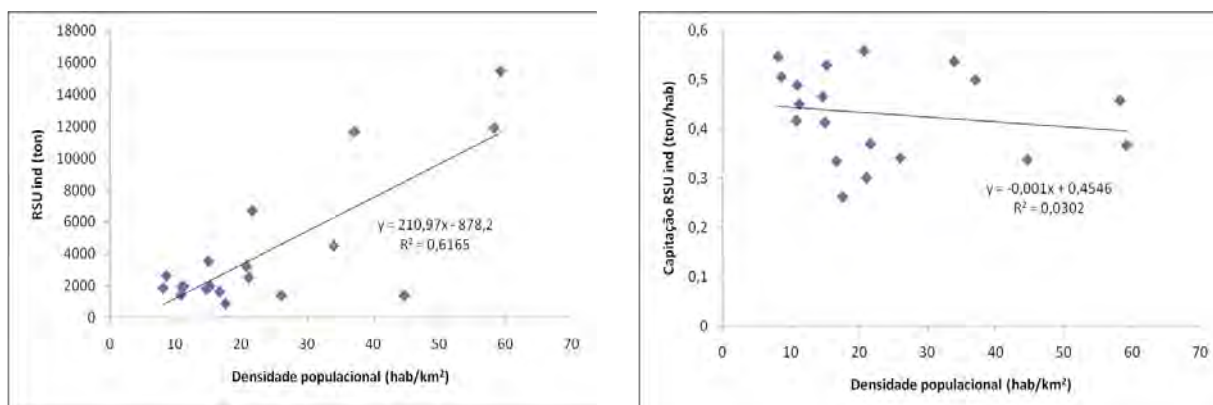 18000
16000
14000
12000
10000
8000
6000
4000
2000
0
RSU ind (ton)
y = 210,97x - 878,2
R² = 0,6165
0 10 20 30 40 50 60 70
Densidade populacional (hab/km²)
0,6
0,5
0,4
0,3
0,2
0,1
0
Capitação RSU ind (ton/hab)
y = -0,001x + 0,4546
R² = 0,0302
0 10 20 30 40 50 60 70
Densidade populacional (hab/km²)